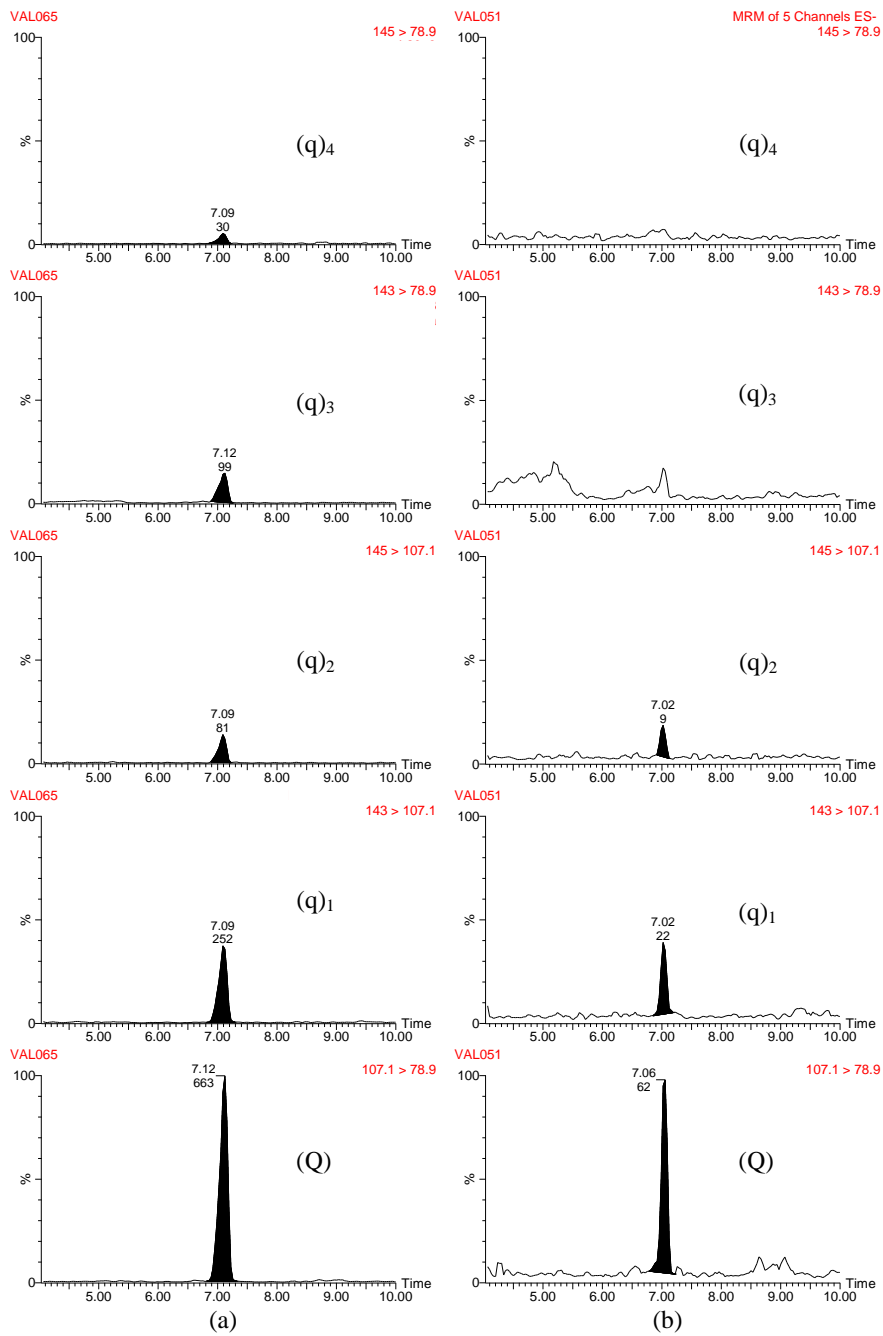 VAL065
145 > 78.9
100
%
0
(q)4
7.09
30
5.00 6.00 7.00 8.00 9.00 10.00 Time
VAL051
MRM of 5 Channels ES-
145 > 78.9
100
%
0
(q)4
5.00 6.00 7.00 8.00 9.00 10.00 Time
VAL065
143 > 78.9
100
%
0
(q)3
7.12
99
5.00 6.00 7.00 8.00 9.00 10.00 Time
VAL051
143 > 78.9
100
%
0
(q)3
5.00 6.00 7.00 8.00 9.00 10.00 Time
VAL065
145 > 107.1
100
%
0
(q)2
7.09
81
5.00 6.00 7.00 8.00 9.00 10.00 Time
VAL051
145 > 107.1
100
%
0
(q)2
7.02
9
5.00 6.00 7.00 8.00 9.00 10.00 Time
VAL065
143 > 107.1
100
%
0
(q)1
7.09
252
5.00 6.00 7.00 8.00 9.00 10.00 Time
VAL051
143 > 107.1
100
%
0
(q)1
7.02
22
5.00 6.00 7.00 8.00 9.00 10.00 Time
VAL065
107.1 > 78.9
100
%
0
(Q)
7.12
663
5.00 6.00 7.00 8.00 9.00 10.00 Time
(a)
VAL051
107.1 > 78.9
100
%
0
(Q)
7.06
62
5.00 6.00 7.00 8.00 9.00 10.00 Time
(b)